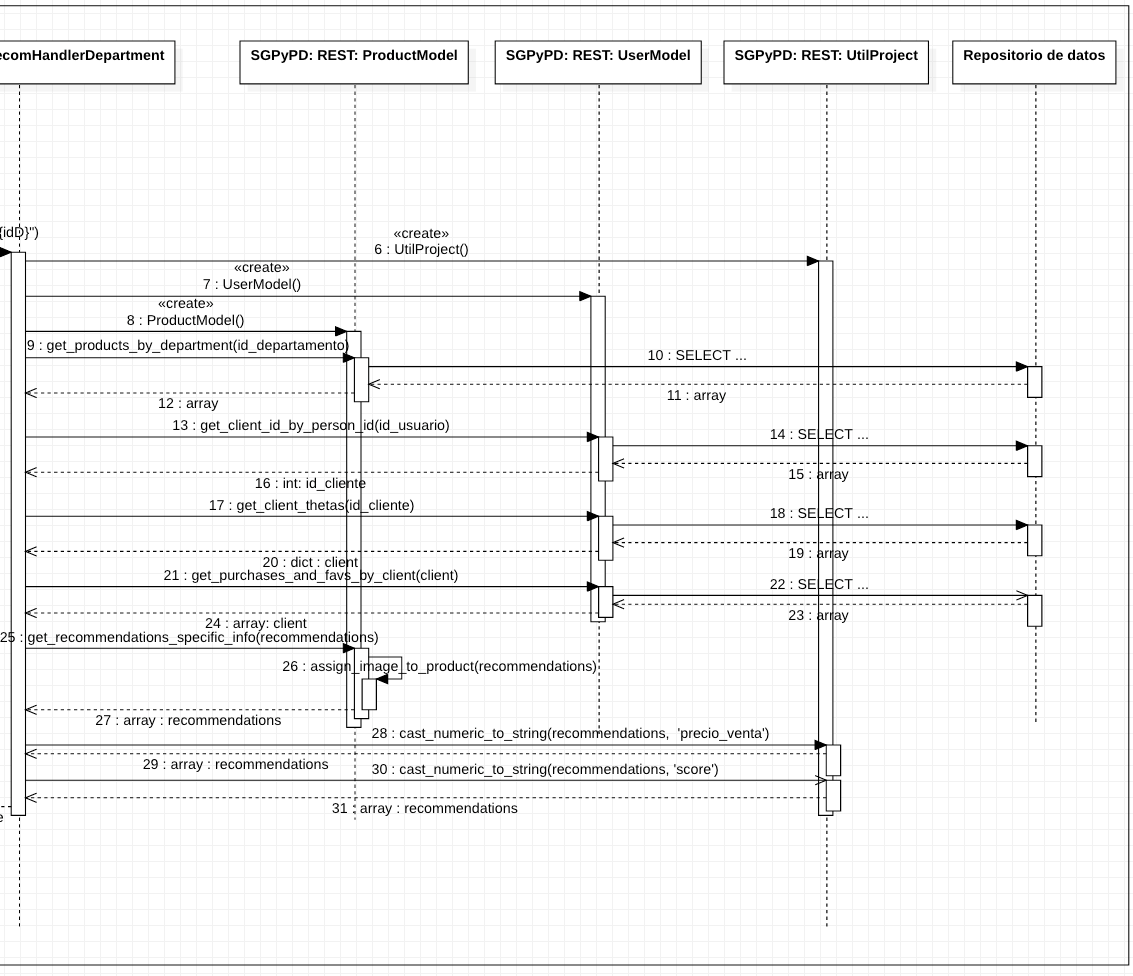 ecomHandlerDepartment
SGPyPD: REST: ProductModel
SGPyPD: REST: UserModel
SGPyPD: REST: UtilProject
Repositorio de datos
{idD}")
«create»
6 : UtilProject()
«create»
7 : UserModel()
«create»
8 : ProductModel()
9 : get_products_by_department(id_departamento)
10 : SELECT ...
11 : array
12 : array
13 : get_client_id_by_person_id(id_usuario)
14 : SELECT ...
15 : array
16 : int: id_cliente
17 : get_client_thetas(id_cliente)
18 : SELECT ...
19 : array
20 : dict : client
21 : get_purchases_and_favs_by_client(client)
22 : SELECT ...
23 : array
24 : array: client
25 : get_recommendations_specific_info(recommendations)
26 : assign_image_to_product(recommendations)
27 : array : recommendations
28 : cast_numeric_to_string(recommendations,  'precio_venta')
29 : array : recommendations
30 : cast_numeric_to_string(recommendations, 'score')
31 : array : recommendations
e